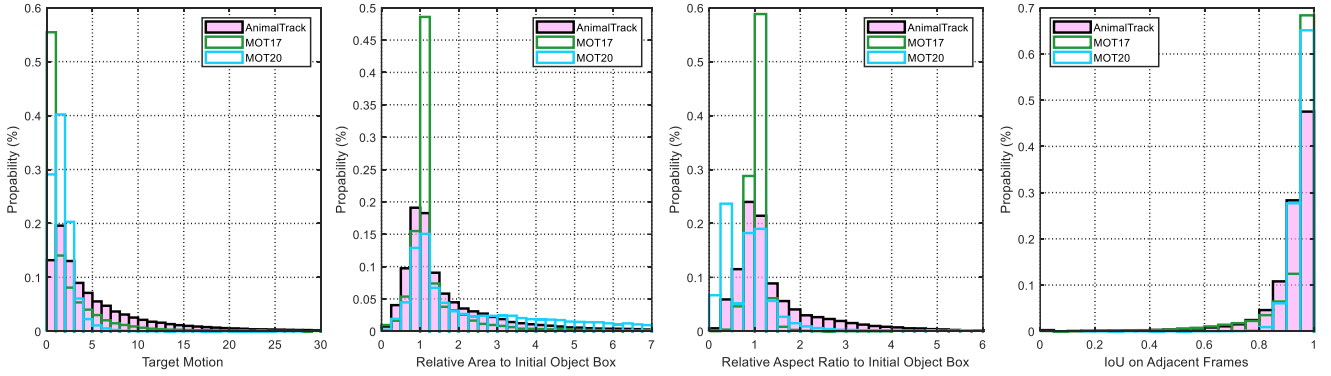 0.6
0.5
0.4
0.3
0.2
0.1
0
Propability (%)
AnimalTrack
MOT17
MOT20
0 5 10 15 20 25 30
Target Motion
0.5
0.45
0.4
0.35
0.3
0.25
0.2
0.15
0.1
0.05
0
Propability (%)
AnimalTrack
MOT17
MOT20
0 1 2 3 4 5 6 7
Relative Area to Initial Object Box
0.6
0.5
0.4
0.3
0.2
0.1
0
Propability (%)
AnimalTrack
MOT17
MOT20
0 1 2 3 4 5 6
Relative Aspect Ratio to Initial Object Box
0.7
0.6
0.5
0.4
0.3
0.2
0.1
0
Propability (%)
AnimalTrack
MOT17
MOT20
0 0.2 0.4 0.6 0.8 1
IoU on Adjacent Frames